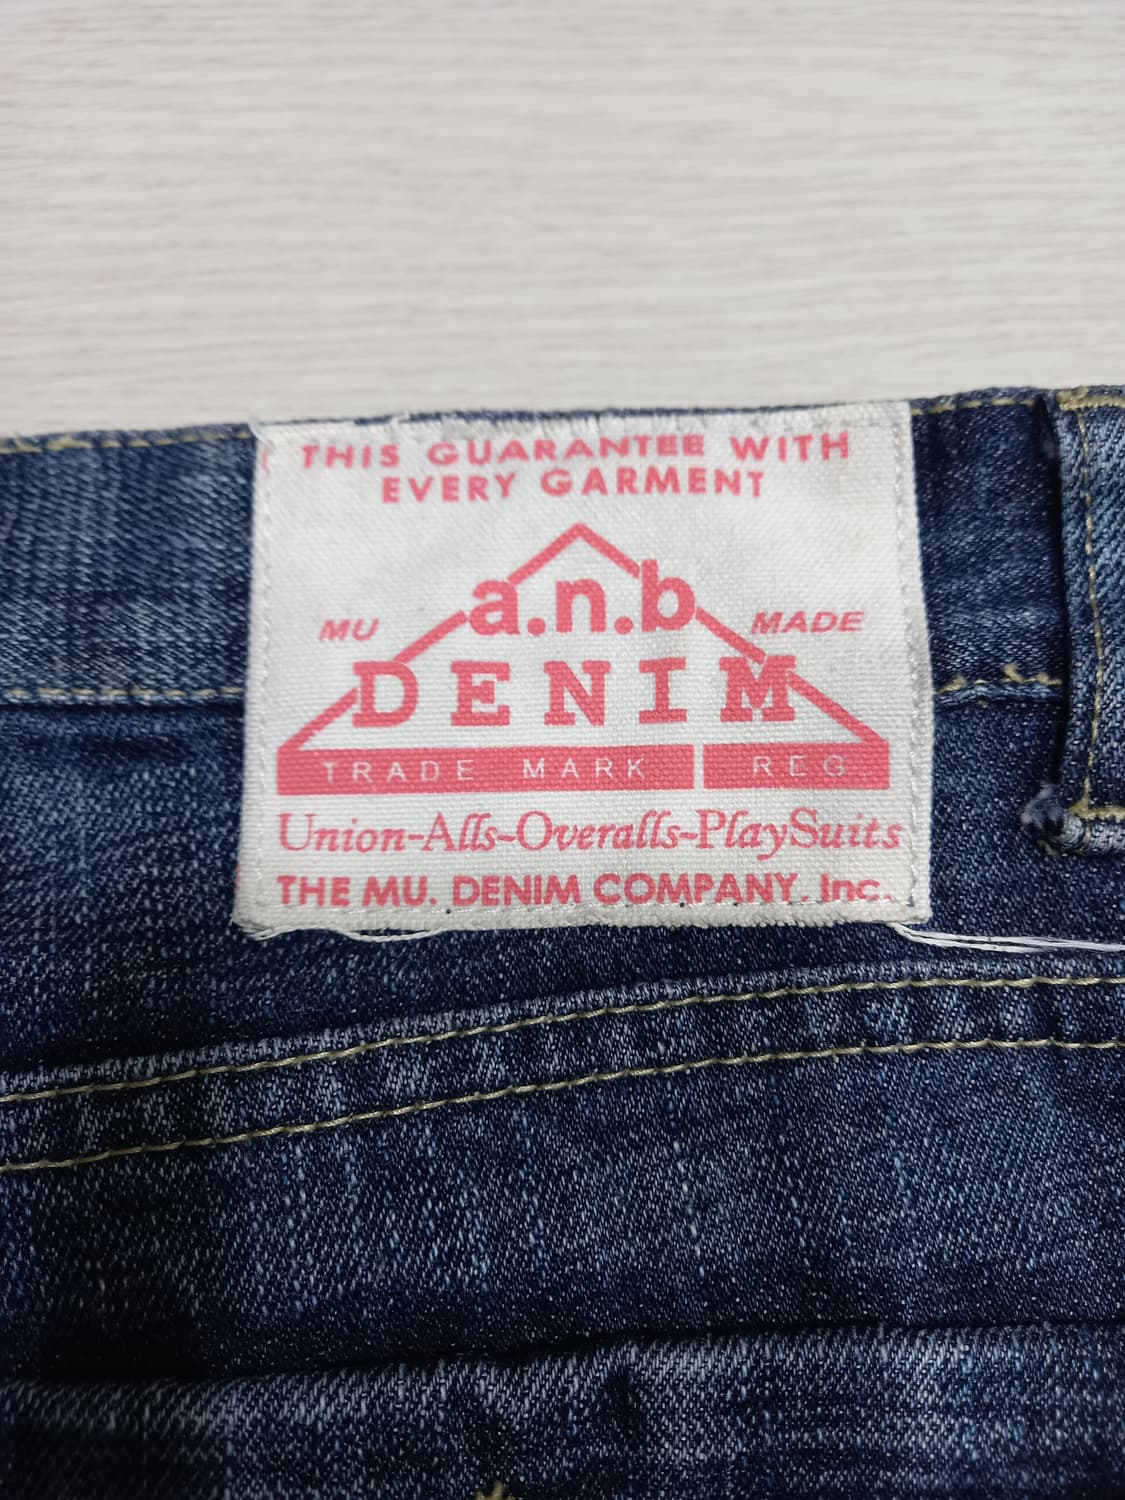 THIS GUARANTEE WITH
EVERY GARMENT
a.n.b
MU MADE
DENIM
TRADE MARK REG
Union-Alls-Overalls-PlaySuits
THE MU. DENIM COMPANY. Inc.